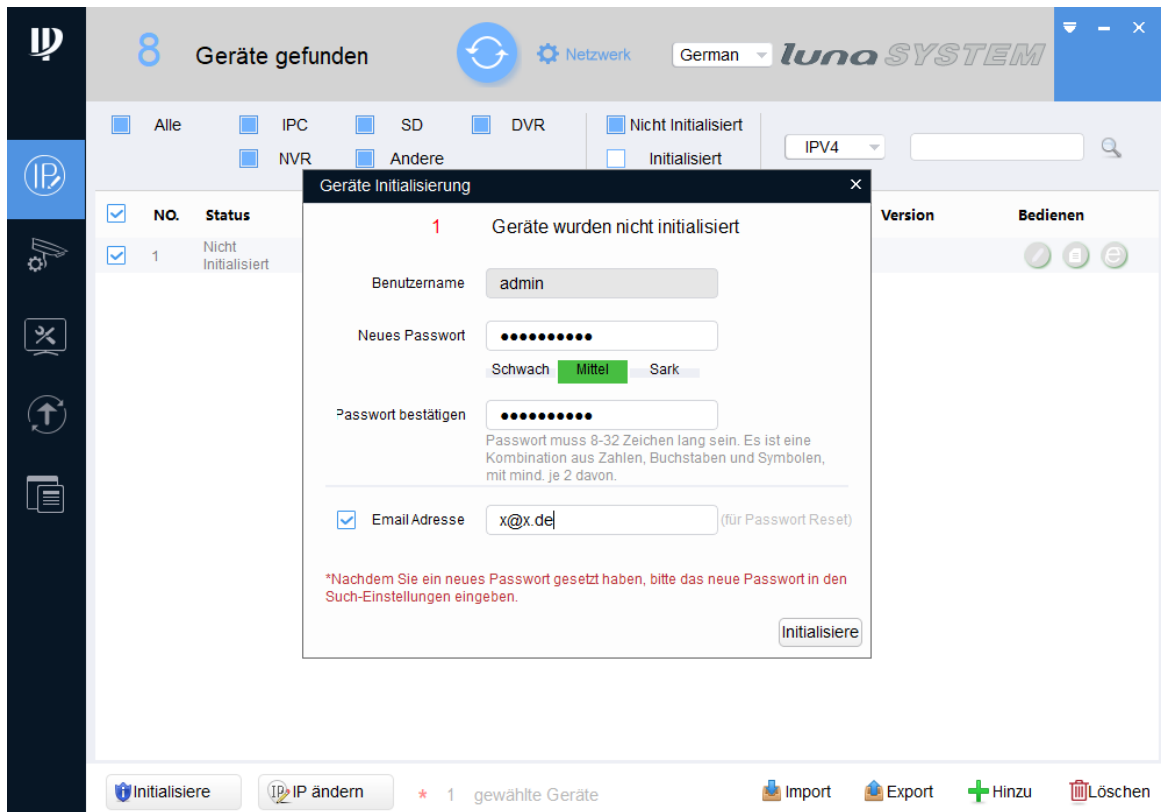 8 Geräte gefunden
Netzwerk
German
luna SYSTEM
Alle
IPC
SD
DVR
Nicht Initialisiert
NVR
Andere
Initialisiert
IPV4
IP
NO. Status Version Bedienen
1 Nicht
Initialisiert
Geräte Initialisierung
1 Geräte wurden nicht initialisiert
Benutzername admin
Neues Passwort ●●●●●●●●●●
Schwach Mittel Sark
Passwort bestätigen ●●●●●●●●●●
Passwort muss 8-32 Zeichen lang sein. Es ist eine
Kombination aus Zahlen, Buchstaben und Symbolen,
mit mind. je 2 davon.
Email Adresse x@x.de (für Passwort Reset)
*Nachdem Sie ein neues Passwort gesetzt haben, bitte das neue Passwort in den
Such-Einstellungen eingeben.
Initialisiere
Initialisiere
IP IP ändern
* 1 gewählte Geräte
Import
Export
Hinzu
Löschen